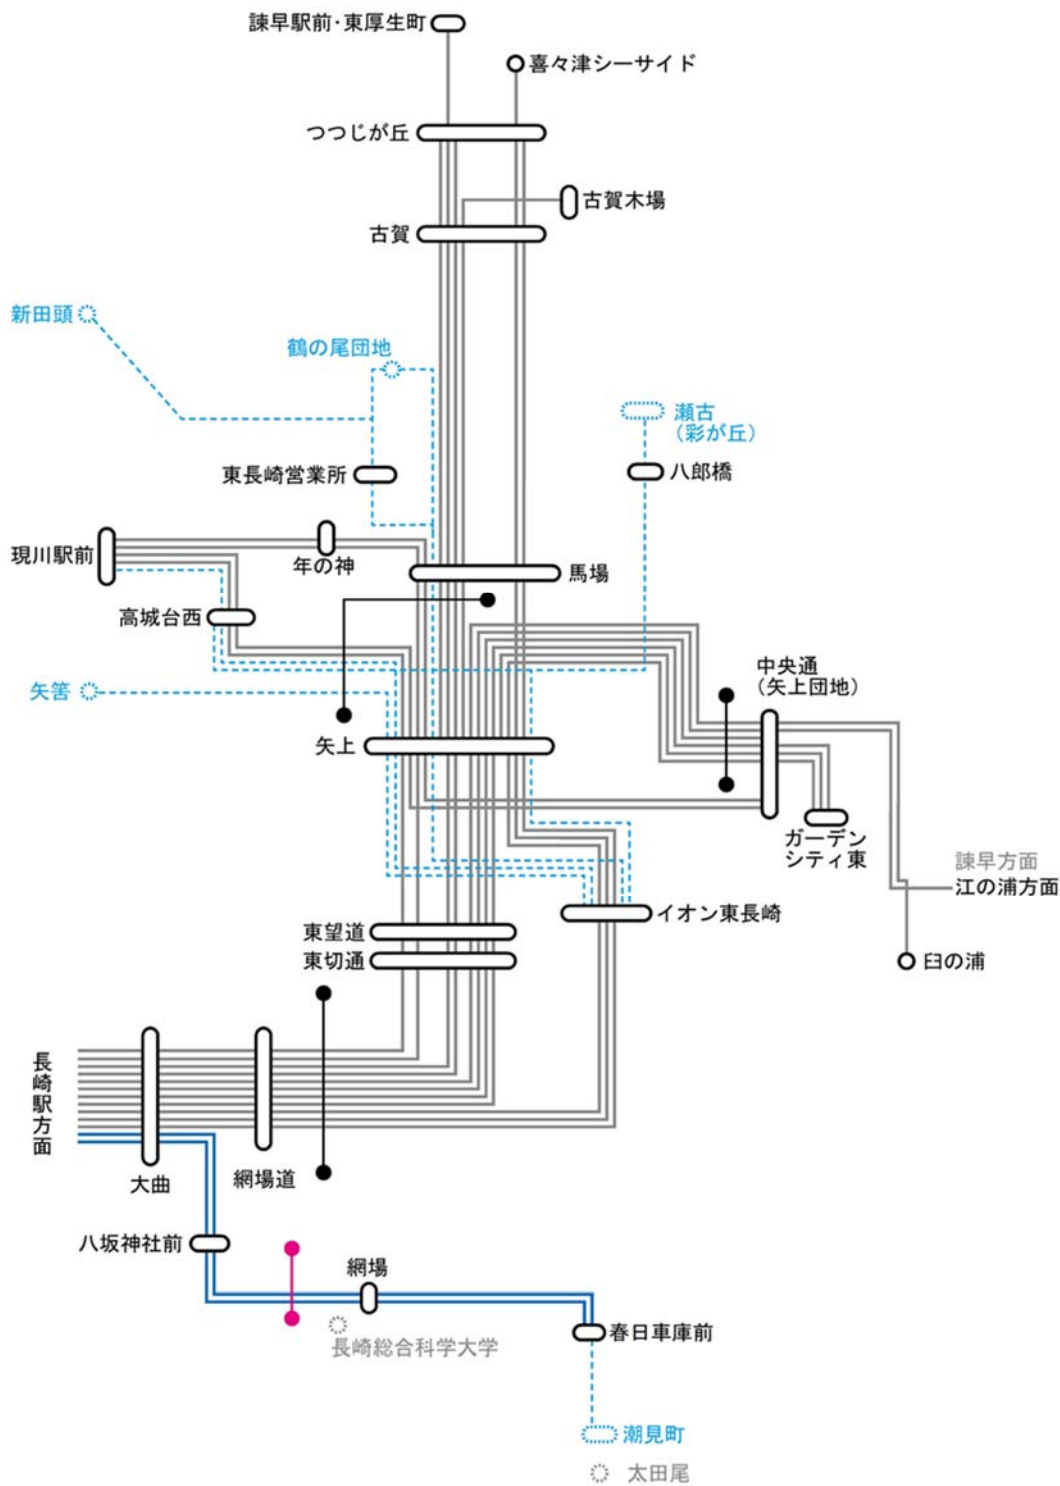 諫早駅前・東厚生町
喜々津シーサイド
つつじが丘
古賀木場
古賀
新田頭
鶴の尾団地
瀬古
（彩が丘）
東長崎営業所
八郎橋
現川駅前
年の神
馬場
高城台西
中央通
（矢上団地）
矢筈
矢上
ガーデン
シティ東
諫早方面
江の浦方面
イオン東長崎
東望道
東切通
臼の浦
長崎駅方面
大曲
網場道
八坂神社前
網場
春日車庫前
長崎総合科学大学
潮見町
太田尾